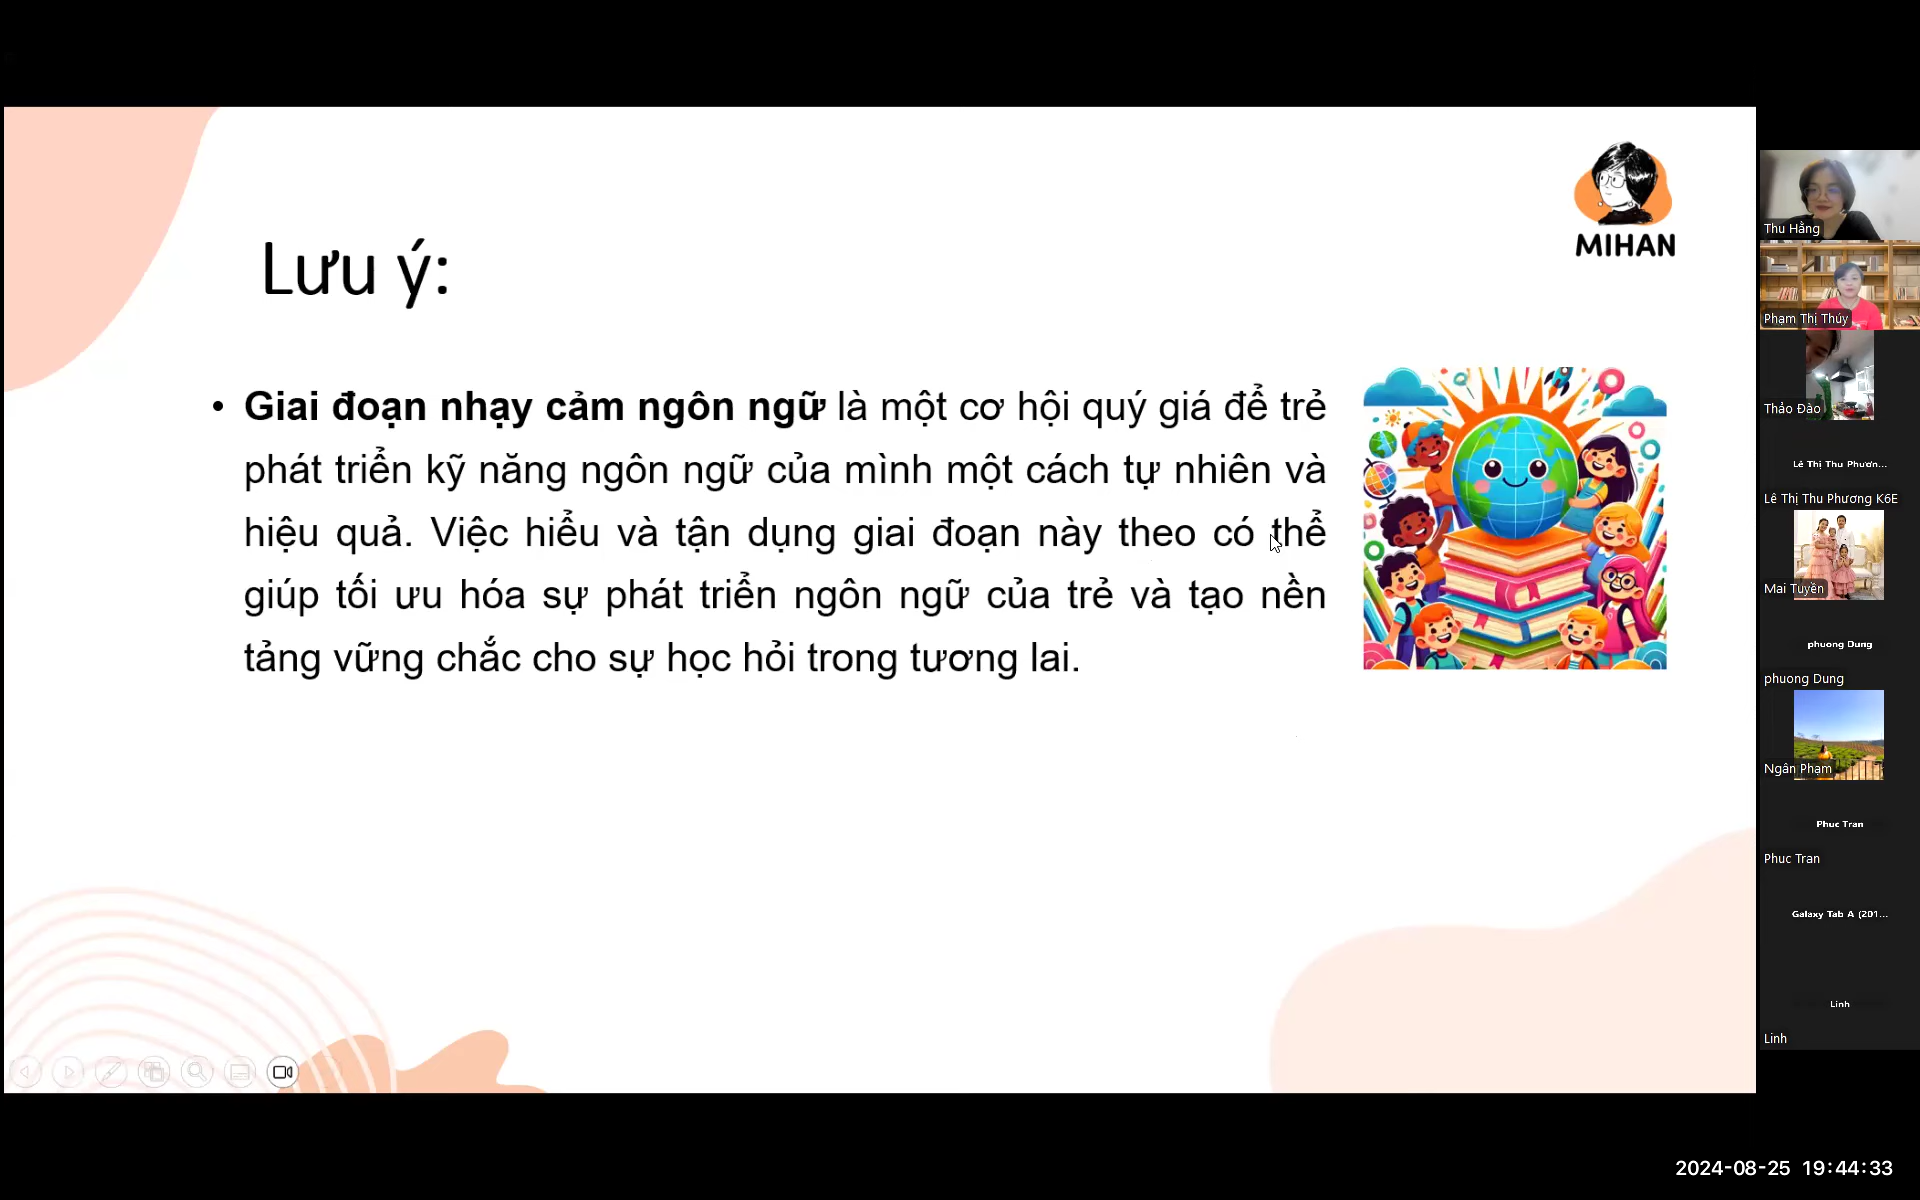 MIHAN
Lưu ý:
• Giai đoạn nhạy cảm ngôn ngữ là một cơ hội quý giá để trẻ
phát triển kỹ năng ngôn ngữ của mình một cách tự nhiên và
hiệu quả. Việc hiểu và tận dụng giai đoạn này theo có thể
giúp tối ưu hóa sự phát triển ngôn ngữ của trẻ và tạo nền
tảng vững chắc cho sự học hỏi trong tương lai.
Thu Hằng
Phạm Thị Thúy
Thảo Đào
Lê Thị Thu Phươn...
Lê Thị Thu Phương K6E
Mai Tuyền
phuong Dung
phuong Dung
Ngân Phạm
Phuc Tran
Phuc Tran
Galaxy Tab A (201...
Linh
Linh
2024-08-25 19:44:33